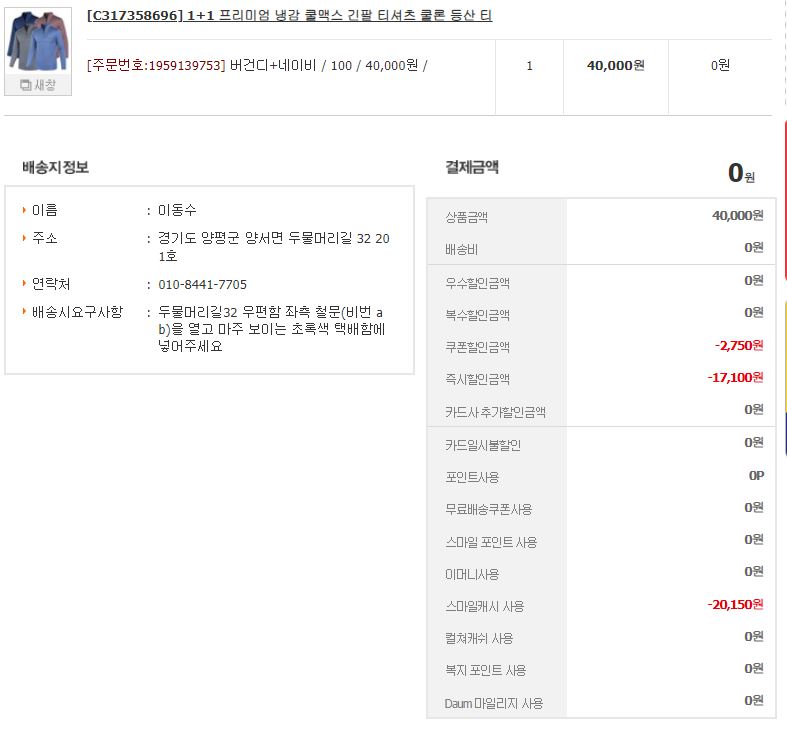 [C317358696] 1+1 프리미엄 냉감 쿨맥스 긴팔 티셔츠 쿨론 등산 티
새창
[주문번호:1959139753] 버건디+네이비 / 100 / 40,000원 /
1
40,000원
0원
배송지정보
이름 : 이동수
주소 : 경기도 양평군 양서면 두물머리길 32 20
1호
연락처 : 010-8441-7705
배송시요구사항 : 두물머리길32 우편함 좌측 철문(비번 a
b)을 열고 마주 보이는 초록색 택배함에
넣어주세요
결제금액 0원
상품금액 40,000원
배송비 0원
우수할인금액 0원
복수할인금액 0원
쿠폰할인금액 -2,750원
즉시할인금액 -17,100원
카드사 추가할인금액 0원
카드일시불할인 0원
포인트사용 0P
무료배송쿠폰사용 0원
스마일 포인트 사용 0원
이머니사용 0원
스마일캐시 사용 -20,150원
컬쳐캐쉬 사용 0원
복지 포인트 사용 0원
Daum 마일리지 사용 0원